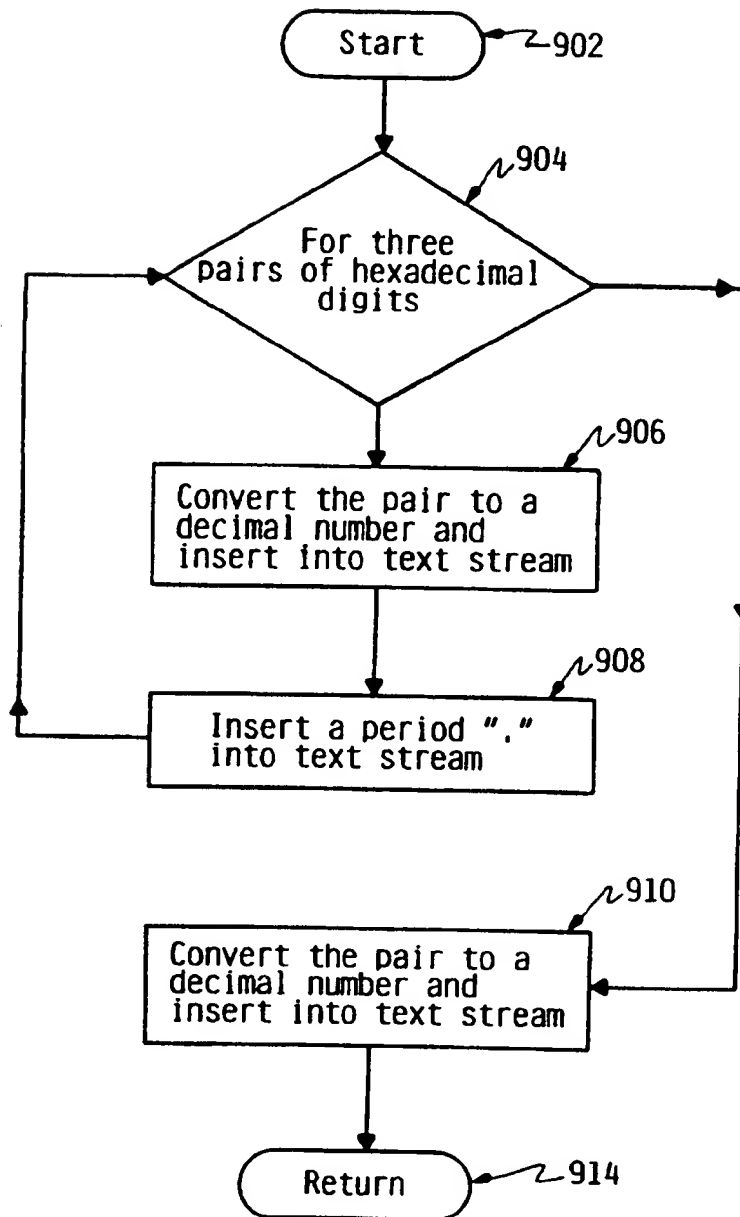 Start
902
904
For three
pairs of hexadecimal
digits
906
Convert the pair to a
decimal number and
insert into text stream
908
Insert a period "."
into text stream
910
Convert the pair to a
decimal number and
insert into text stream
Return
914